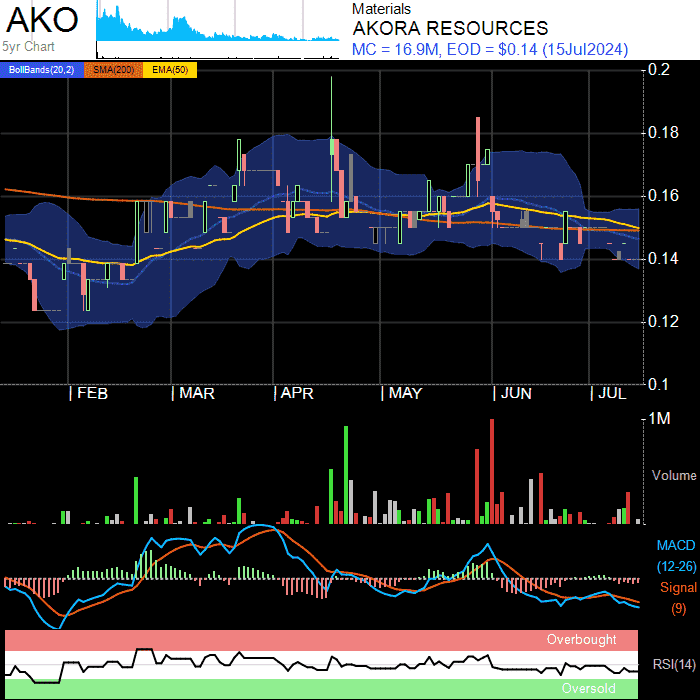 AKO
5yr Chart
Materials
AKORA RESOURCES
MC = 16.9M, EOD = $0.14 (15Jul2024)
BollBands(20,2) SMA(200) EMA(50)
0.2
0.18
0.16
0.14
0.12
0.1
FEB MAR APR MAY JUN JUL
1M
Volume
MACD
(12-26)
Signal
(9)
Overbought
RSI(14)
Oversold